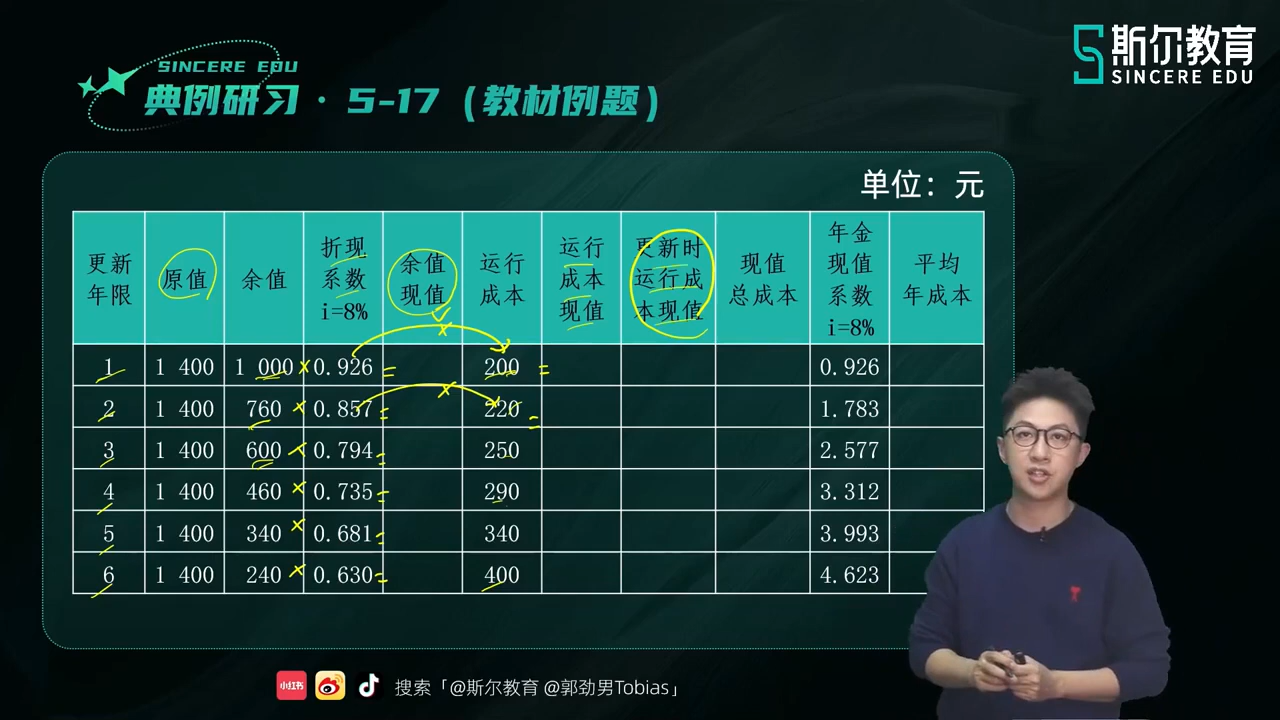 斯尔教育
SINCERE EDU
SINCERE EDU
典例研习·5-17（教材例题）
单位：元
更新年限 原值 余值 折现系数i=8% 余值现值 运行成本 运行成本现值 更新时运行成本现值 现值总成本 年金现值系数i=8% 平均年成本
1 1 400 1 000 × 0.926 = 200 = 0.926
2 1 400 760 × 0.857 = 220 = 1.783
3 1 400 600 × 0.794 = 250 2.577
4 1 400 460 × 0.735 = 290 3.312
5 1 400 340 × 0.681 = 340 3.993
6 1 400 240 × 0.630 = 400 4.623
小红书
搜索「@斯尔教育 @郭劲男Tobias」